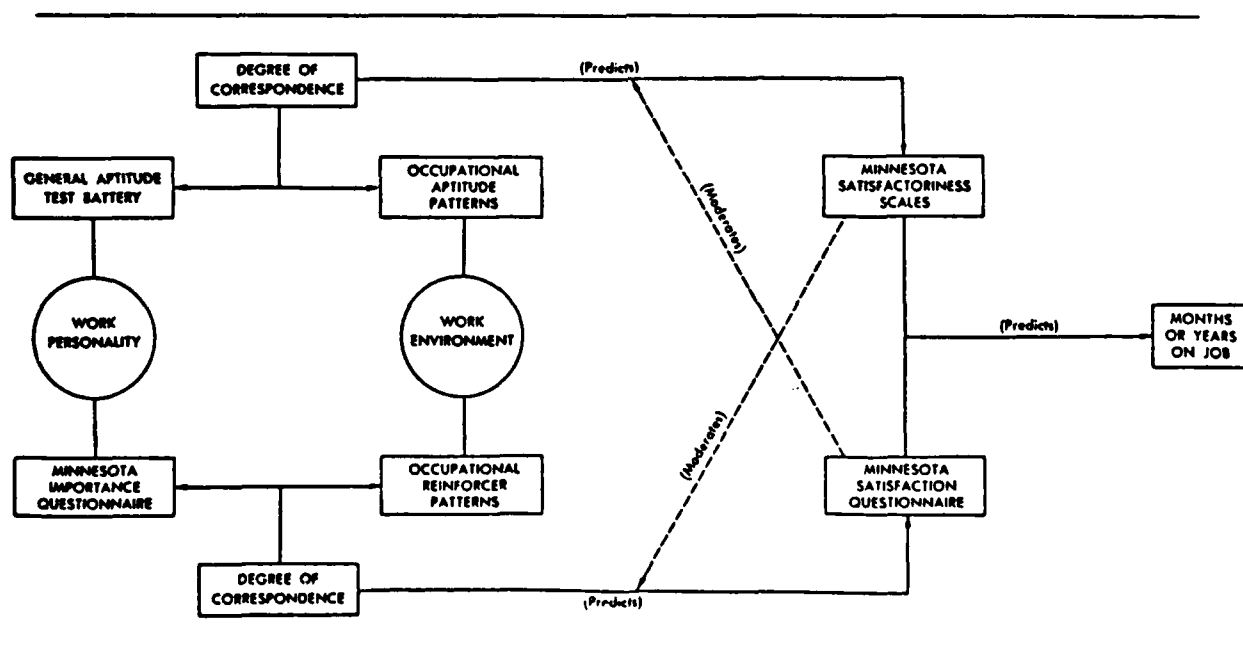 DEGREE OF
CORRESPONDENCE
(Predicts)
GENERAL APTITUDE
TEST BATTERY
OCCUPATIONAL
APTITUDE
PATTERNS
(Moderates)
MINNESOTA
SATISFACTORINESS
SCALES
WORK
PERSONALITY
WORK
ENVIRONMENT
(Predicts)
MONTHS
OR YEARS
ON JOB
(Moderates)
MINNESOTA
IMPORTANCE
QUESTIONNAIRE
OCCUPATIONAL
REINFORCER
PATTERNS
MINNESOTA
SATISFACTION
QUESTIONNAIRE
DEGREE OF
CORRESPONDENCE
(Predicts)